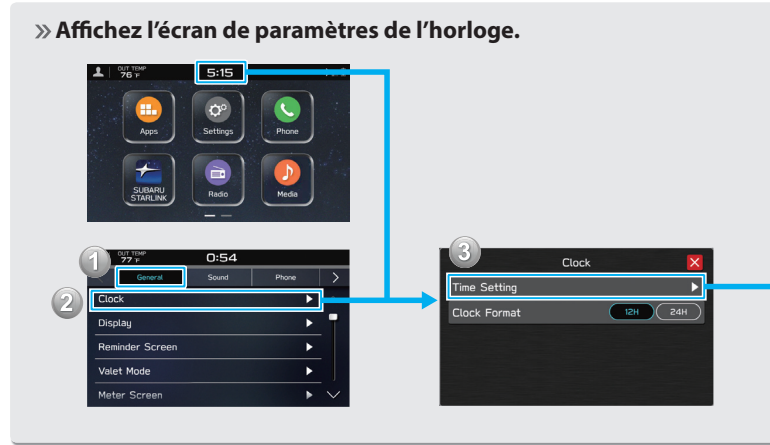 » Affichez l’écran de paramètres de l’horloge.
OUT TEMP
76 °F
5:15
Apps
Settings
Phone
SUBARU
STARLINK
Radio
Media
1
OUT TEMP
77 °F
0:54
General
Sound
Phone
2
Clock
Display
Reminder Screen
Valet Mode
Meter Screen
3
Clock
Time Setting
Clock Format
12H
24H